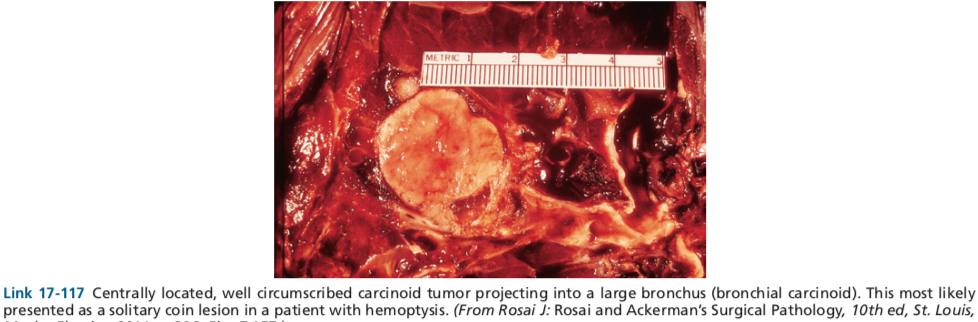 METRIC 1 2 3 4 5
Link 17-117 Centrally located, well circumscribed carcinoid tumor projecting into a large bronchus (bronchial carcinoid). This most likely
presented as a solitary coin lesion in a patient with hemoptysis. (From Rosai J: Rosai and Ackerman's Surgical Pathology, 10th ed, St. Louis,